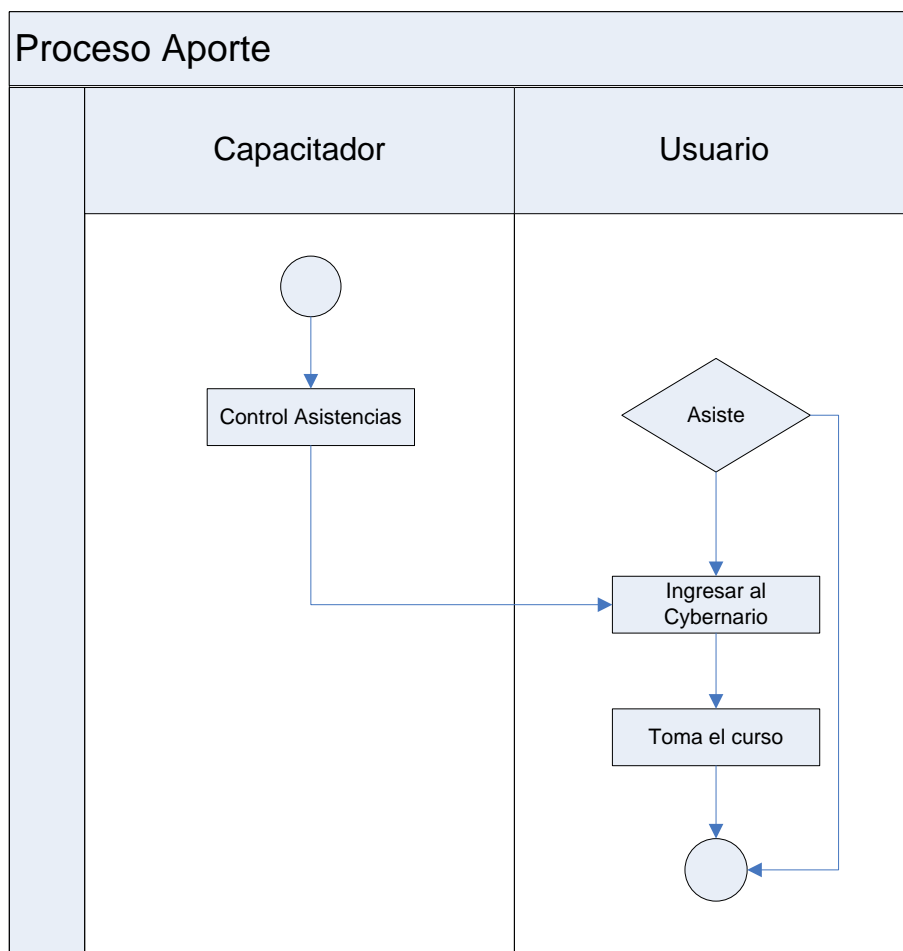 Proceso Aporte
Capacitador
Usuario
Control Asistencias
Asiste
Ingresar al
Cybernario
Toma el curso